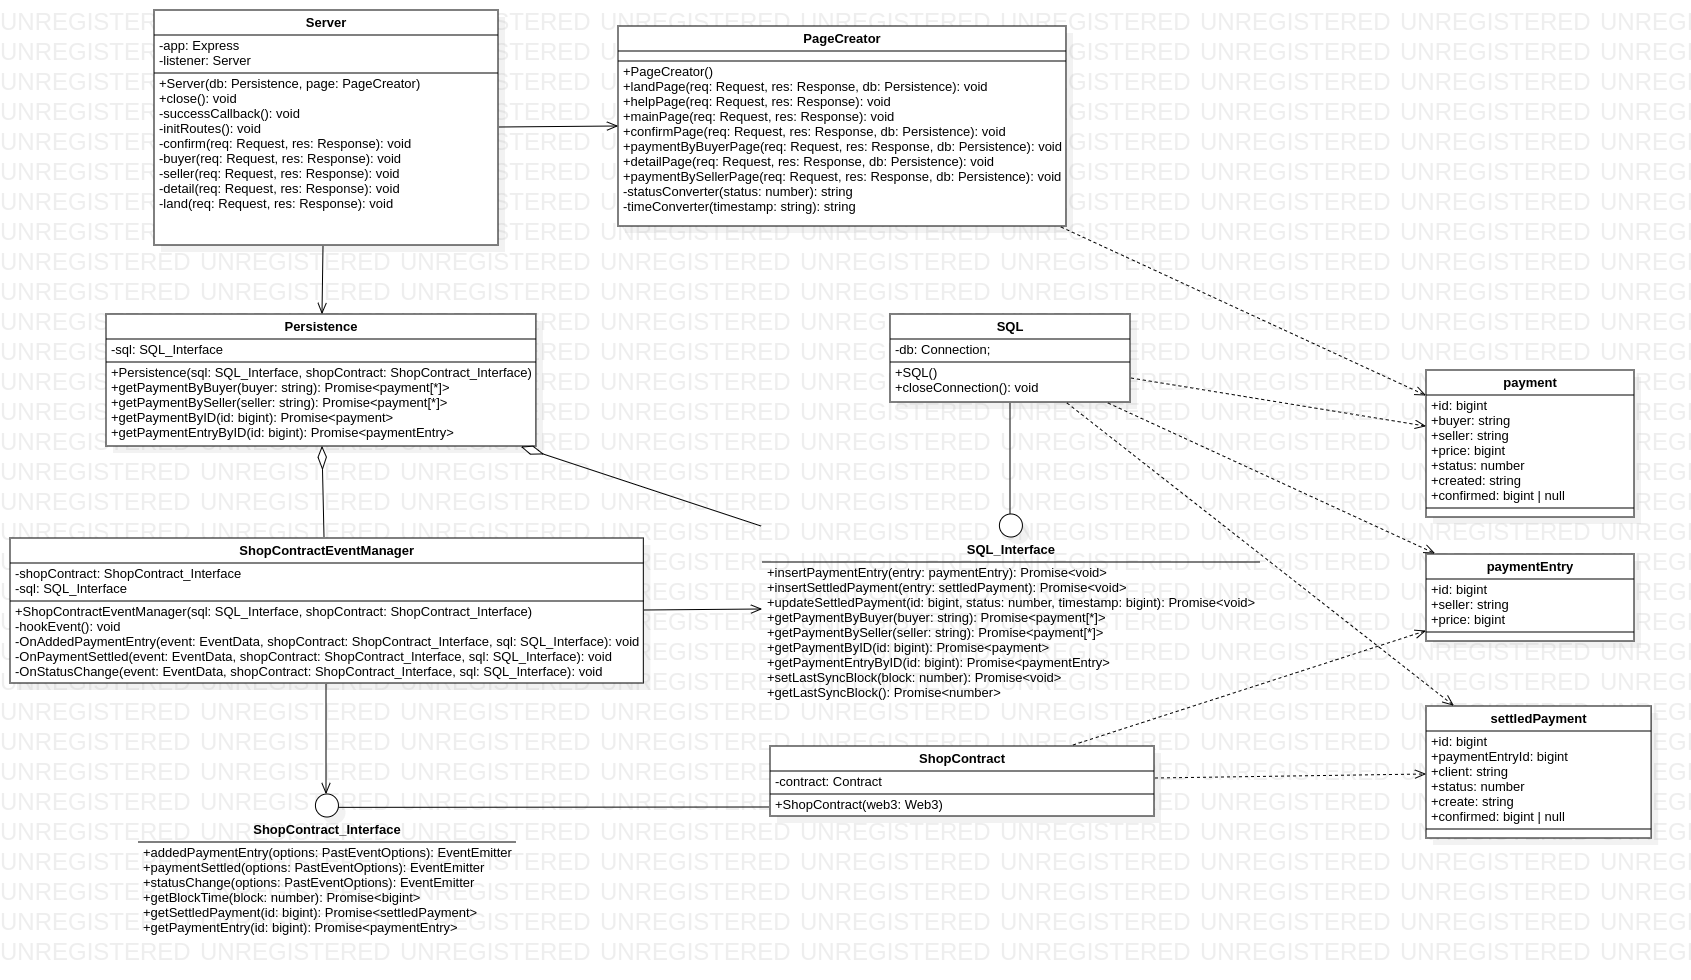 Server
-app: Express
-listener: Server
+Server(db: Persistence, page: PageCreator)
+close(): void
-successCallback(): void
-initRoutes(): void
-confirm(req: Request, res: Response): void
-buyer(req: Request, res: Response): void
-seller(req: Request, res: Response): void
-detail(req: Request, res: Response): void
-land(req: Request, res: Response): void
PageCreator
+PageCreator()
+landPage(req: Request, res: Response, db: Persistence): void
+helpPage(req: Request, res: Response): void
+mainPage(req: Request, res: Response): void
+confirmPage(req: Request, res: Response, db: Persistence): void
+paymentByBuyerPage(req: Request, res: Response, db: Persistence): void
+detailPage(req: Request, res: Response, db: Persistence): void
+paymentBySellerPage(req: Request, res: Response, db: Persistence): void
-statusConverter(status: number): string
-timeConverter(timestamp: string): string
Persistence
-sql: SQL_Interface
+Persistence(sql: SQL_Interface, shopContract: ShopContract_Interface)
+getPaymentByBuyer(buyer: string): Promise<payment[*]>
+getPaymentBySeller(seller: string): Promise<payment[*]>
+getPaymentByID(id: bigint): Promise<payment>
+getPaymentEntryByID(id: bigint): Promise<paymentEntry>
SQL
-db: Connection;
+SQL()
+closeConnection(): void
payment
+id: bigint
+buyer: string
+seller: string
+price: bigint
+status: number
+created: string
+confirmed: bigint | null
ShopContractEventManager
-shopContract: ShopContract_Interface
-sql: SQL_Interface
+ShopContractEventManager(sql: SQL_Interface, shopContract: ShopContract_Interface)
-hookEvent(): void
-OnAddedPaymentEntry(event: EventData, shopContract: ShopContract_Interface, sql: SQL_Interface): void
-OnPaymentSettled(event: EventData, shopContract: ShopContract_Interface, sql: SQL_Interface): void
-OnStatusChange(event: EventData, shopContract: ShopContract_Interface, sql: SQL_Interface): void
SQL_Interface
+insertPaymentEntry(entry: paymentEntry): Promise<void>
+insertSettledPayment(entry: settledPayment): Promise<void>
+updateSettledPayment(id: bigint, status: number, timestamp: bigint): Promise<void>
+getPaymentByBuyer(buyer: string): Promise<payment[*]>
+getPaymentBySeller(seller: string): Promise<payment[*]>
+getPaymentByID(id: bigint): Promise<payment>
+getPaymentEntryByID(id: bigint): Promise<paymentEntry>
+setLastSyncBlock(block: number): Promise<void>
+getLastSyncBlock(): Promise<number>
paymentEntry
+id: bigint
+seller: string
+price: bigint
settledPayment
+id: bigint
+paymentEntryId: bigint
+client: string
+status: number
+create: string
+confirmed: bigint | null
ShopContract
-contract: Contract
+ShopContract(web3: Web3)
ShopContract_Interface
+addedPaymentEntry(options: PastEventOptions): EventEmitter
+paymentSettled(options: PastEventOptions): EventEmitter
+statusChange(options: PastEventOptions): EventEmitter
+getBlockTime(block: number): Promise<bigint>
+getSettledPayment(id: bigint): Promise<settledPayment>
+getPaymentEntry(id: bigint): Promise<paymentEntry>
UNREGISTERED